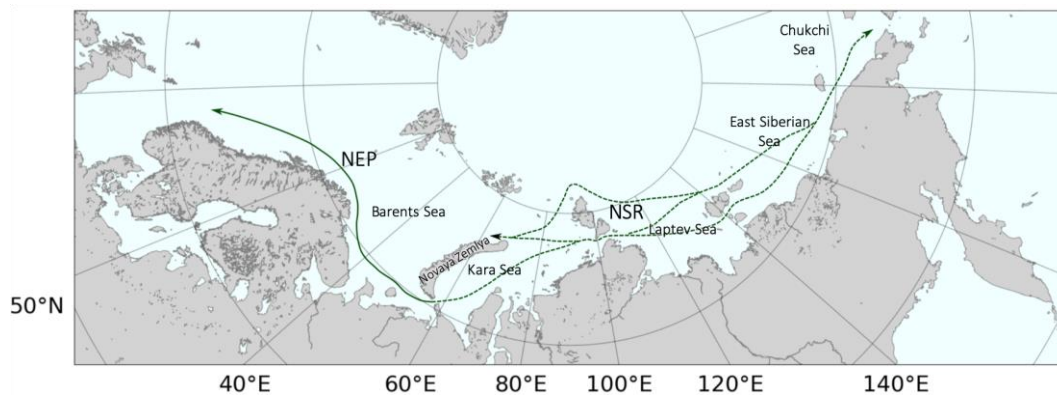 Chukchi
Sea
East Siberian
Sea
NEP
Barents Sea
NSR
Laptev Sea
Novaya Zemlya
Kara Sea
50°N
40°E 60°E 80°E 100°E 120°E 140°E